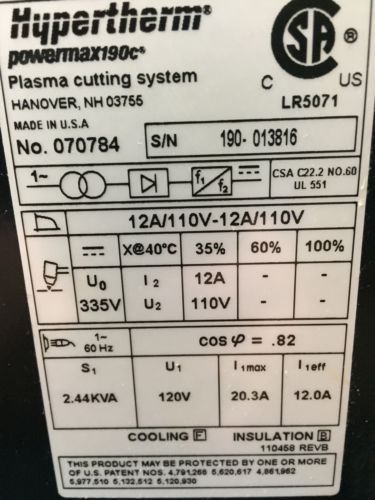 Hypertherm®
powermax190c®
Plasma cutting system
HANOVER, NH 03755
MADE IN U.S.A
No. 070784
S/N 190-013816
CSA ®
C US
LR5071
1~ f1 f2
CSA C22.2 NO.60
UL 551
12A/110V-12A/110V
X@40°C 35% 60% 100%
U0 I2 12A - -
335V U2 110V - -
1~
60 Hz
cos φ = .82
S1 U1 I1max I1eff
2.44KVA 120V 20.3A 12.0A
COOLING F INSULATION B
110458 REVB
THIS PRODUCT MAY BE PROTECTED BY ONE OR MORE
OF U.S. PATENT NOS. 4,791,268 5,620,617 4,861,962
5,977,510 5,132,512 5,120,930